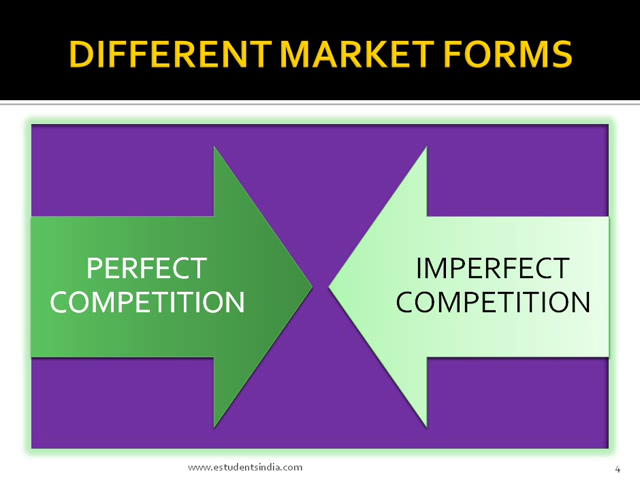 DIFFERENT MARKET FORMS
PERFECT
COMPETITION
IMPERFECT
COMPETITION
www.estudentsindia.com
4